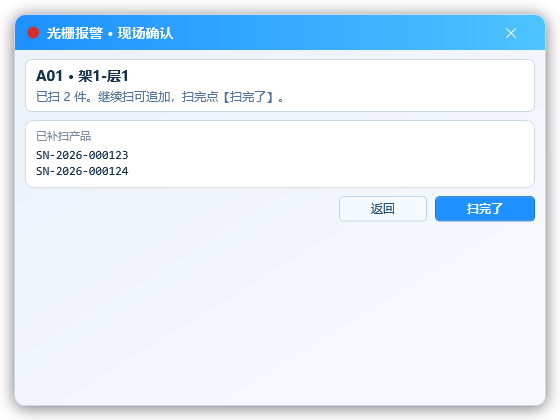 光栅报警 • 现场确认
A01 • 架1-层1
已扫 2 件。继续扫可追加，扫完点【扫完了】。
已补扫产品
SN-2026-000123
SN-2026-000124
返回
扫完了